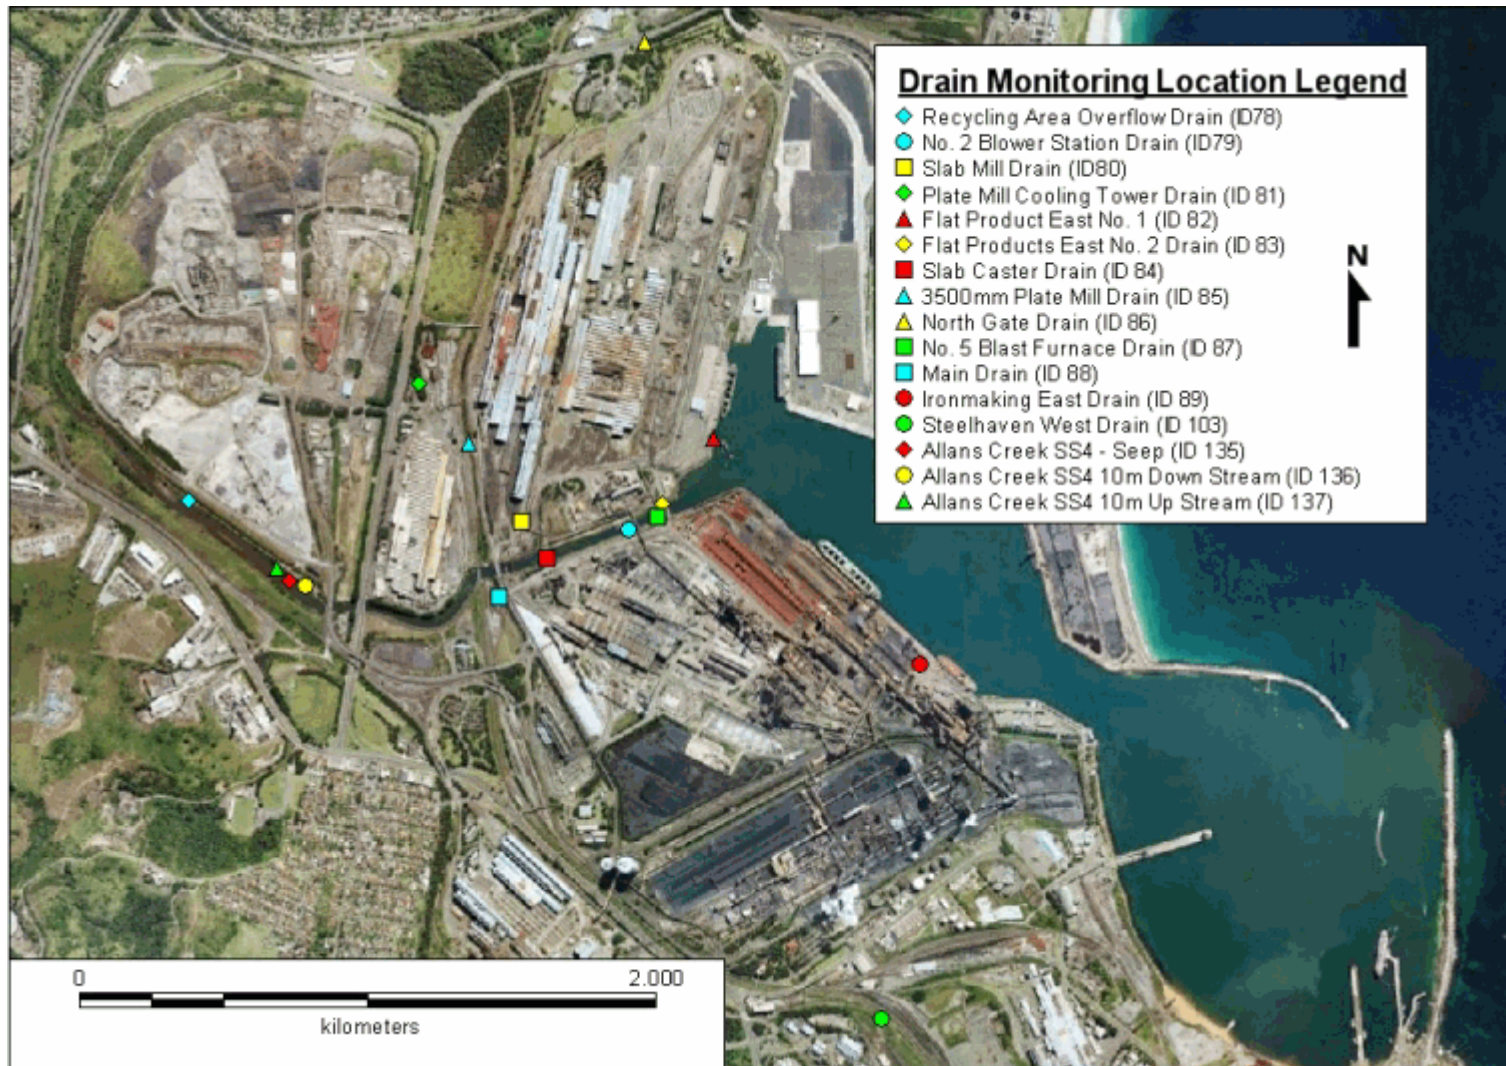 Drain Monitoring Location Legend
Recycling Area Overflow Drain (ID78)
No. 2 Blower Station Drain (ID79)
Slab Mill Drain (ID80)
Plate Mill Cooling Tower Drain (ID 81)
Flat Product East No. 1 (ID 82)
Flat Products East No. 2 Drain (ID 83)
Slab Caster Drain (ID 84)
3500mm Plate Mill Drain (ID 85)
North Gate Drain (ID 86)
No. 5 Blast Furnace Drain (ID 87)
Main Drain (ID 88)
Ironmaking East Drain (ID 89)
Steelhaven West Drain (ID 103)
Allans Creek SS4 - Seep (ID 135)
Allans Creek SS4 10m Down Stream (ID 136)
Allans Creek SS4 10m Up Stream (ID 137)
N
0 2.000
kilometers